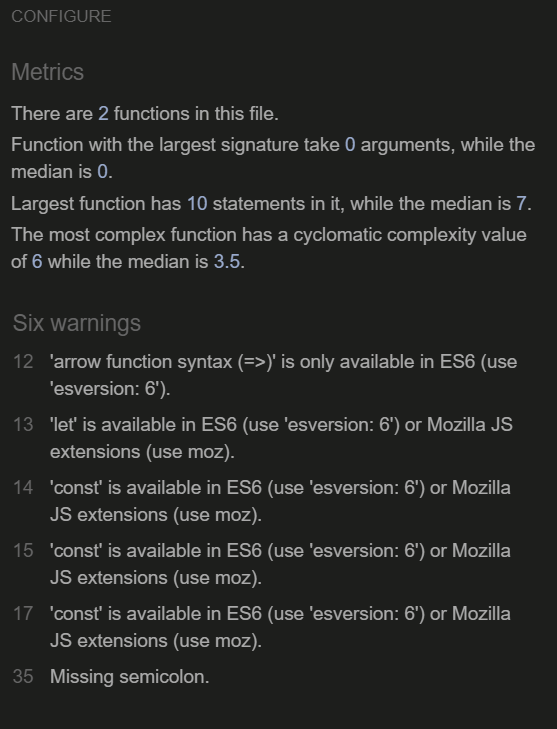 CONFIGURE
Metrics
There are 2 functions in this file.
Function with the largest signature take 0 arguments, while the
median is 0.
Largest function has 10 statements in it, while the median is 7.
The most complex function has a cyclomatic complexity value
of 6 while the median is 3.5.
Six warnings
12 'arrow function syntax (=>)' is only available in ES6 (use
'esversion: 6').
13 'let' is available in ES6 (use 'esversion: 6') or Mozilla JS
extensions (use moz).
14 'const' is available in ES6 (use 'esversion: 6') or Mozilla
JS extensions (use moz).
15 'const' is available in ES6 (use 'esversion: 6') or Mozilla
JS extensions (use moz).
17 'const' is available in ES6 (use 'esversion: 6') or Mozilla
JS extensions (use moz).
35 Missing semicolon.